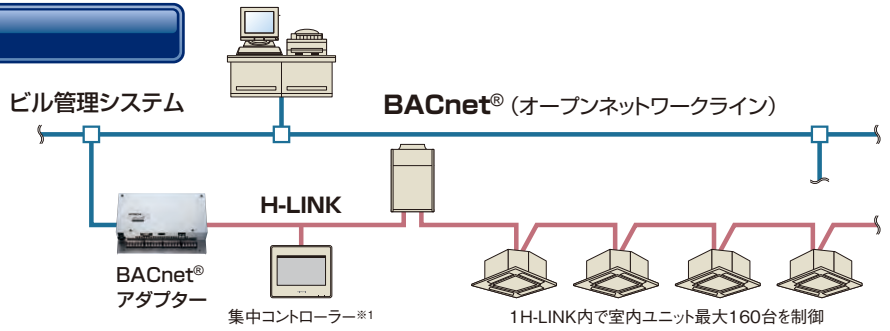 ビル管理システム
BACnet®（オープンネットワークライン）
H-LINK
BACnet®
アダプター
集中コントローラー※1
1H-LINK内で室内ユニット最大160台を制御